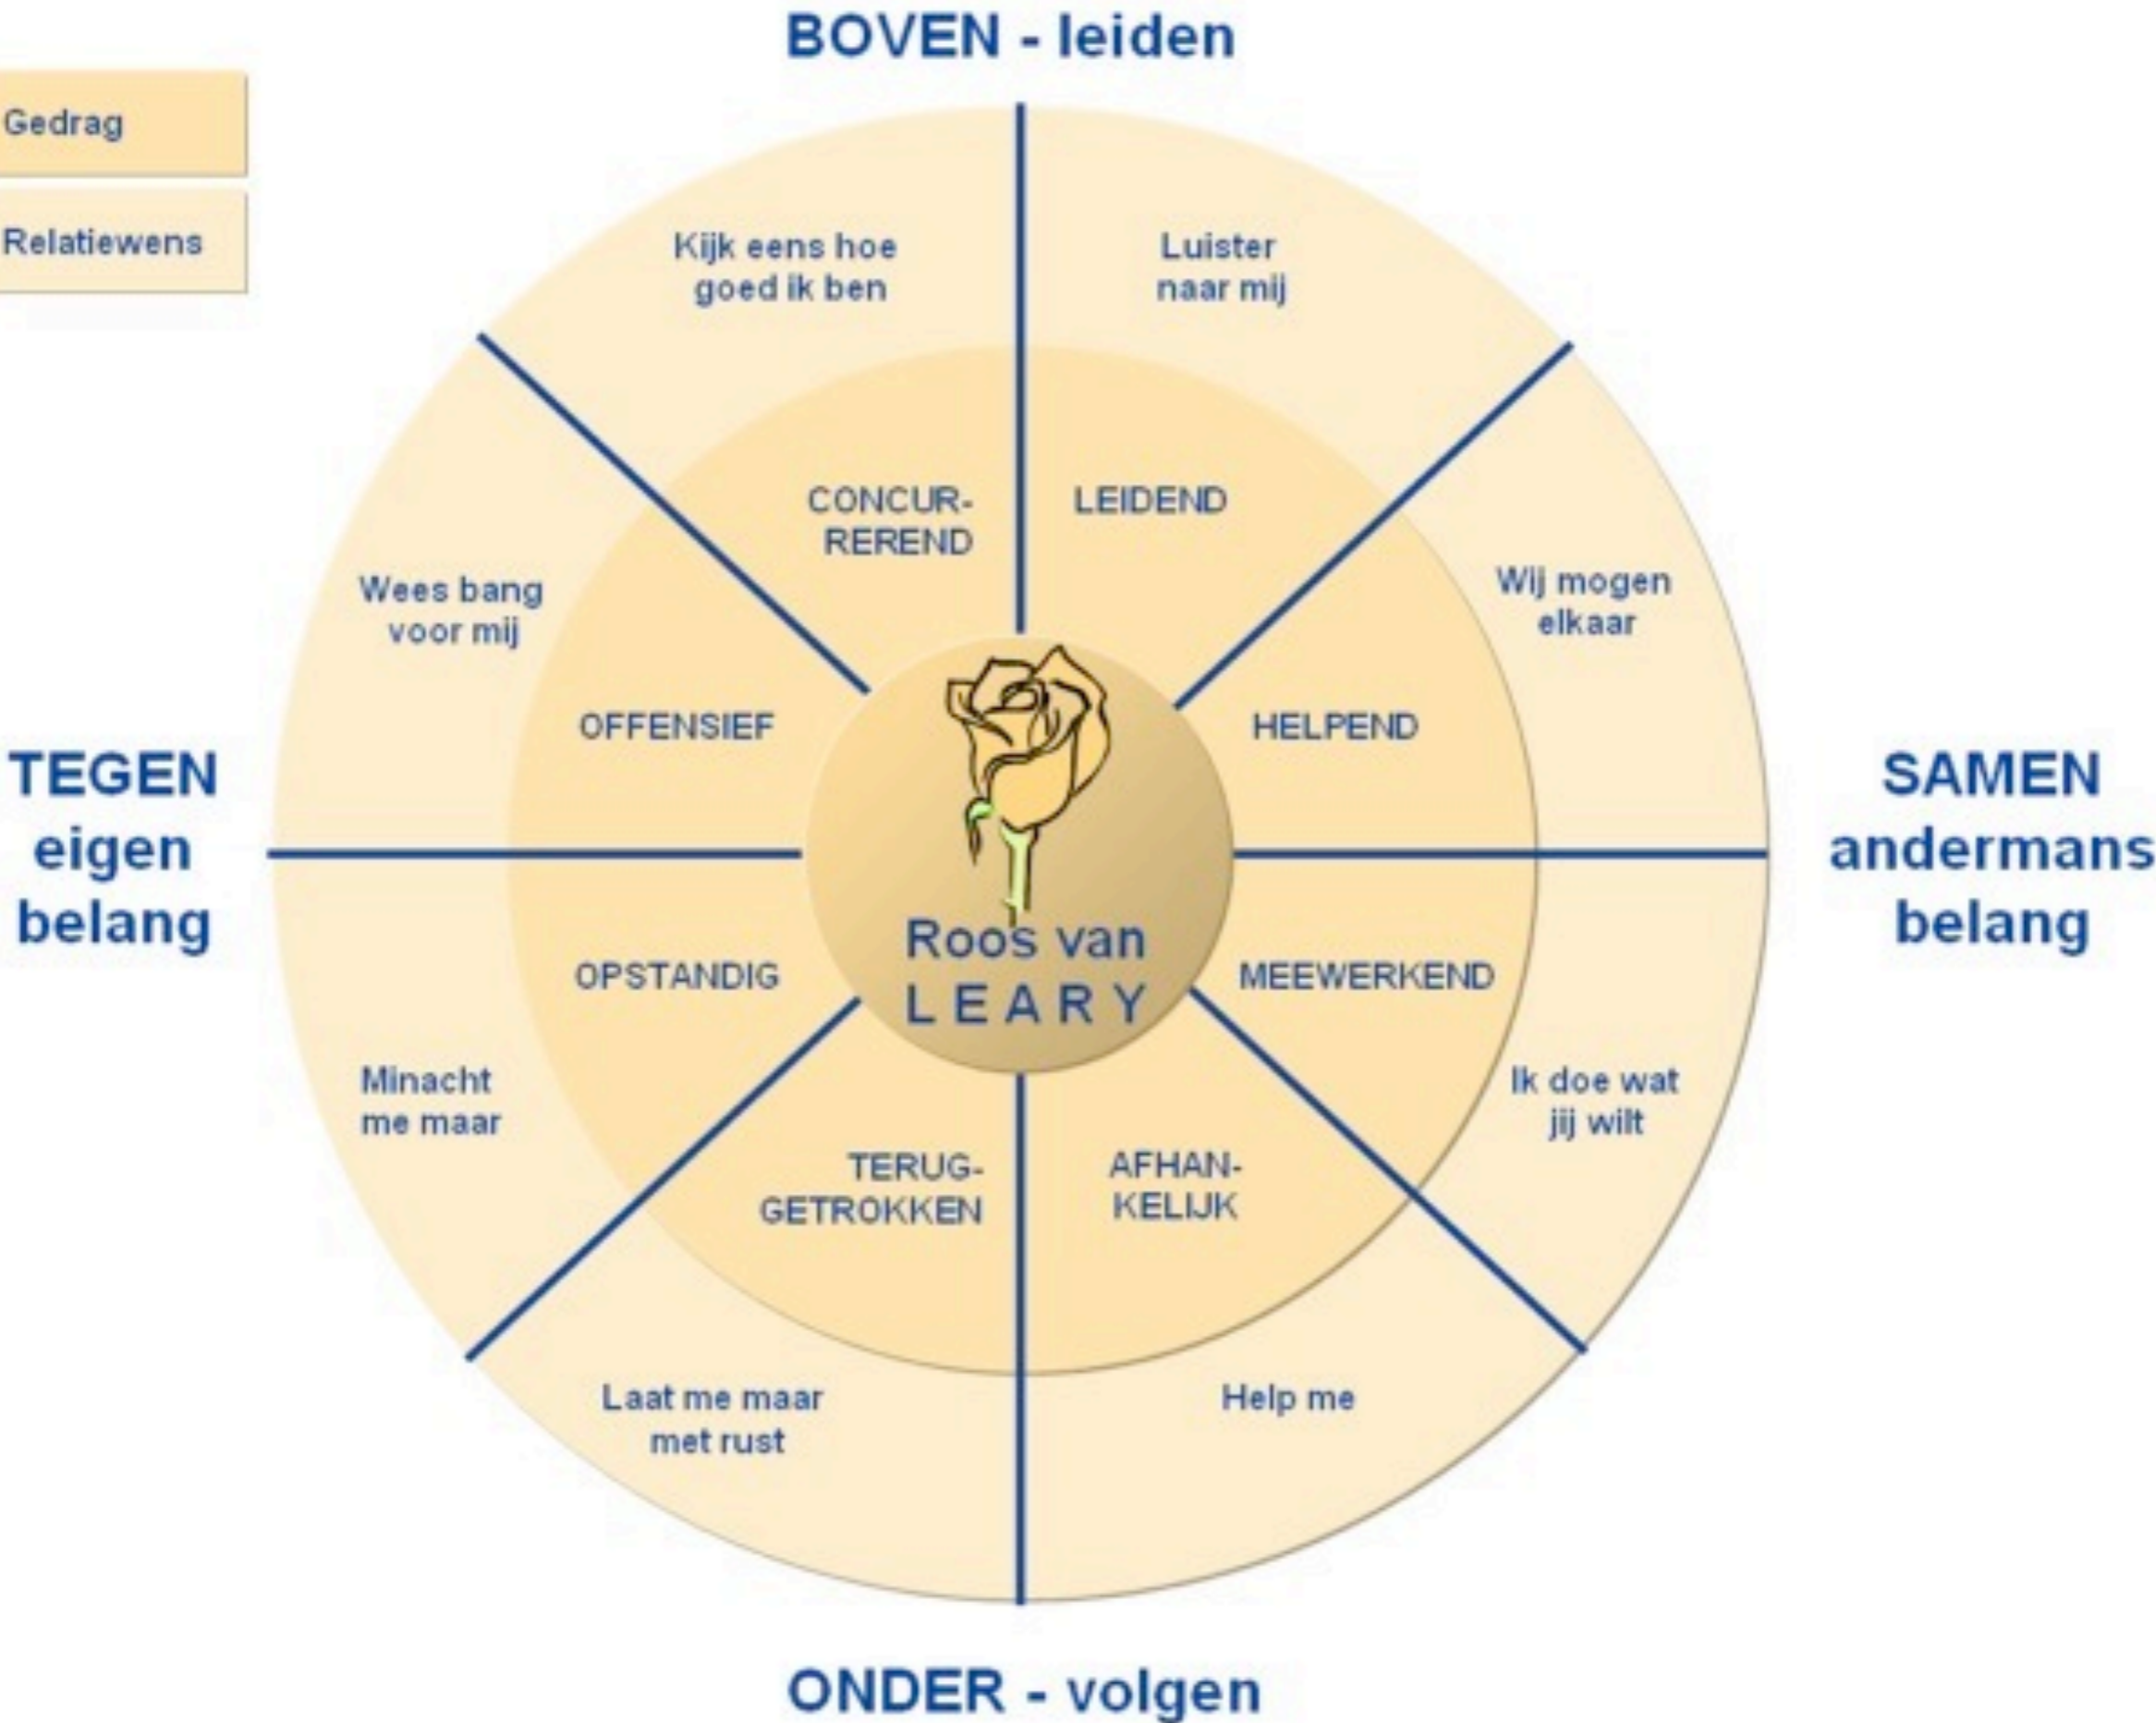 BOVEN - leiden
Gedrag
Relatiewens
Kijk eens hoe
goed ik ben
Luister
naar mij
CONCUR-
REREND
LEIDEND
Wees bang
voor mij
Wij mogen
elkaar
OFFENSIEF
HELPEND
TEGEN
eigen
belang
SAMEN
andermans
belang
Roos van
LEARY
OPSTANDIG
MEEWERKEND
Minacht
me maar
Ik doe wat
jij wilt
TERUG-
GETROKKEN
AFHAN-
KELIJK
Laat me maar
met rust
Help me
ONDER - volgen